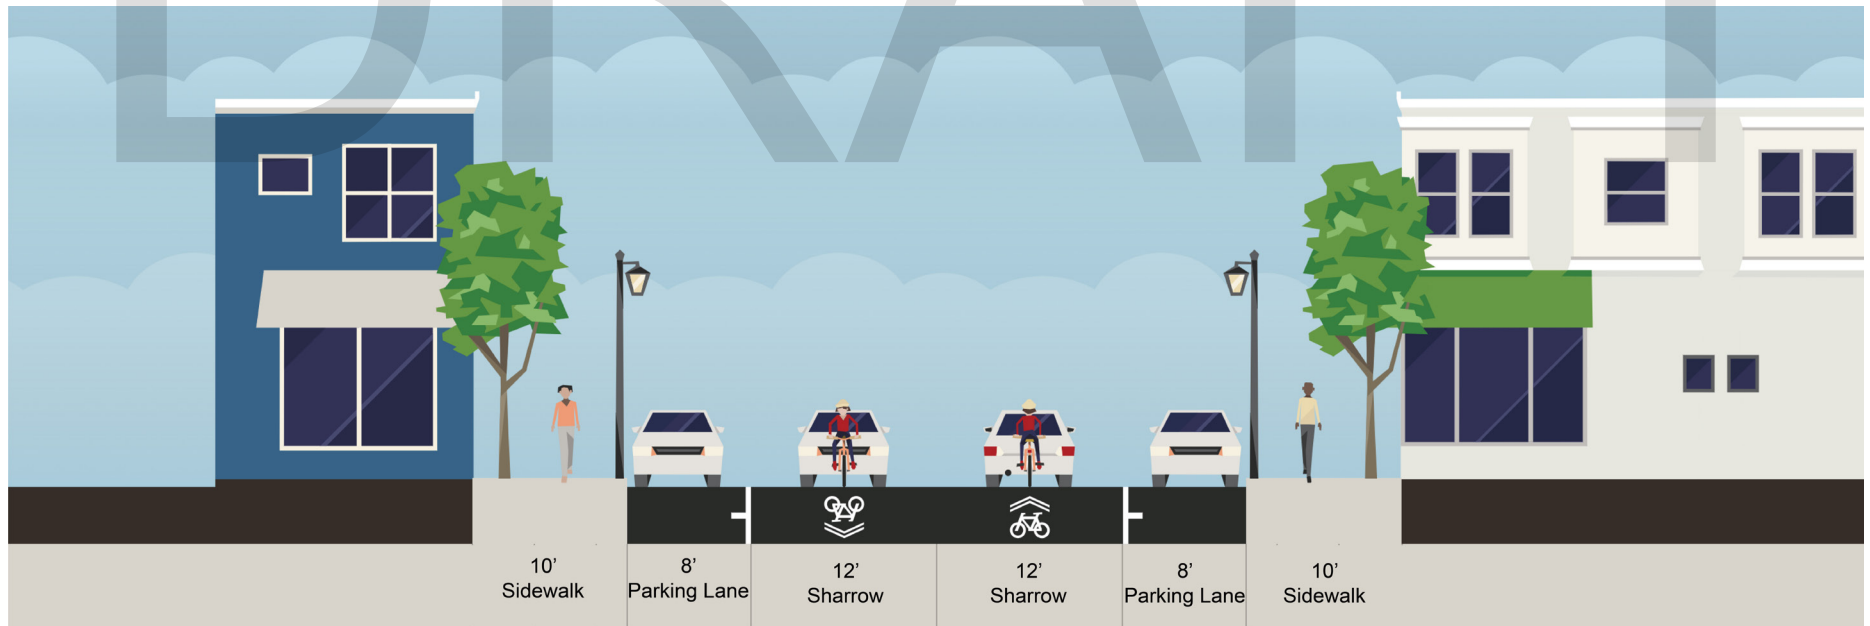 DRAFT
10’
Sidewalk
8’
Parking Lane
12’
Sharrow
12’
Sharrow
8’
Parking Lane
10’
Sidewalk